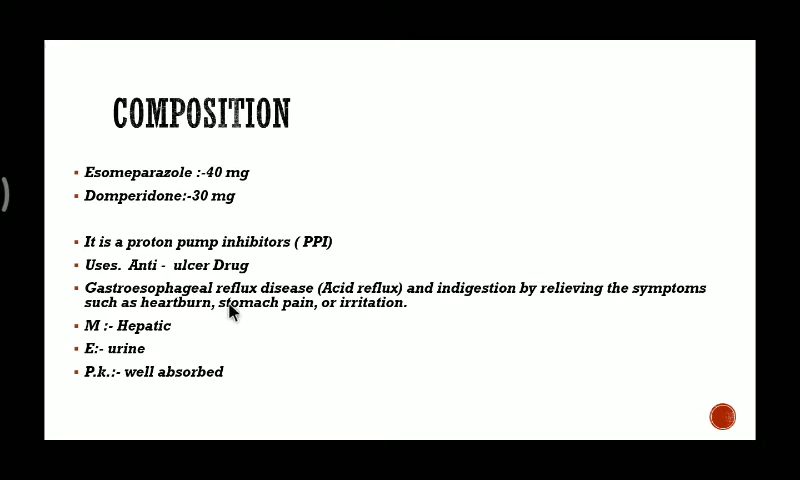 COMPOSITION
Esomeparazole :-40 mg
Domperidone:-30 mg
It is a proton pump inhibitors ( PPI)
Uses. Anti - ulcer Drug
Gastroesophageal reflux disease (Acid reflux) and indigestion by relieving the symptoms
such as heartburn, stomach pain, or irritation.
M :- Hepatic
E:- urine
P.k.:- well absorbed